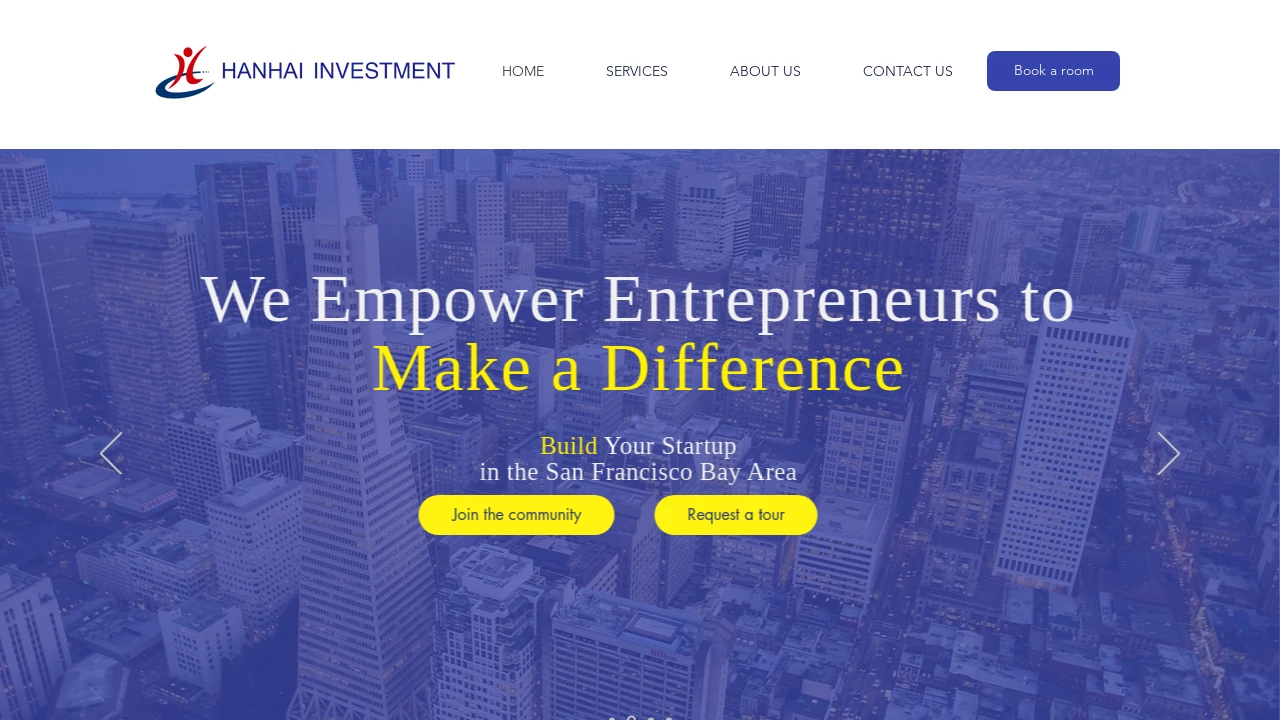 HANHAI INVESTMENT
HOME
SERVICES
ABOUT US
CONTACT US
Book a room
We Empower Entrepreneurs to
Make a Difference
Build Your Startup
in the San Francisco Bay Area
Join the community
Request a tour